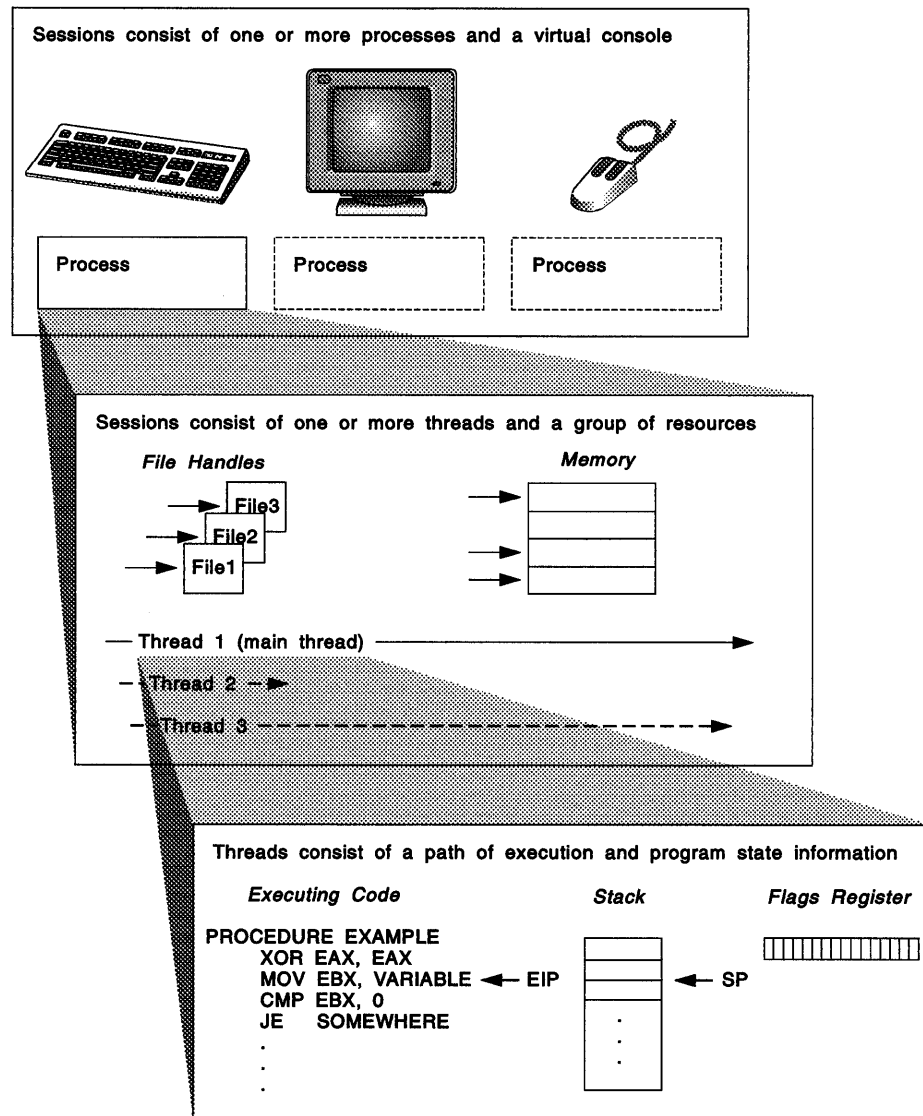 Sessions consist of one or more processes and a virtual console
Process
Process
Process
Sessions consist of one or more threads and a group of resources
File Handles
Memory
File3
File2
File1
Thread 1 (main thread)
Thread 2
Thread 3
Threads consist of a path of execution and program state information
Executing Code
Stack
Flags Register
PROCEDURE EXAMPLE
XOR EAX, EAX
MOV EBX, VARIABLE
EIP
SP
CMP EBX, 0
JE SOMEWHERE
.
.
.
.
.
.